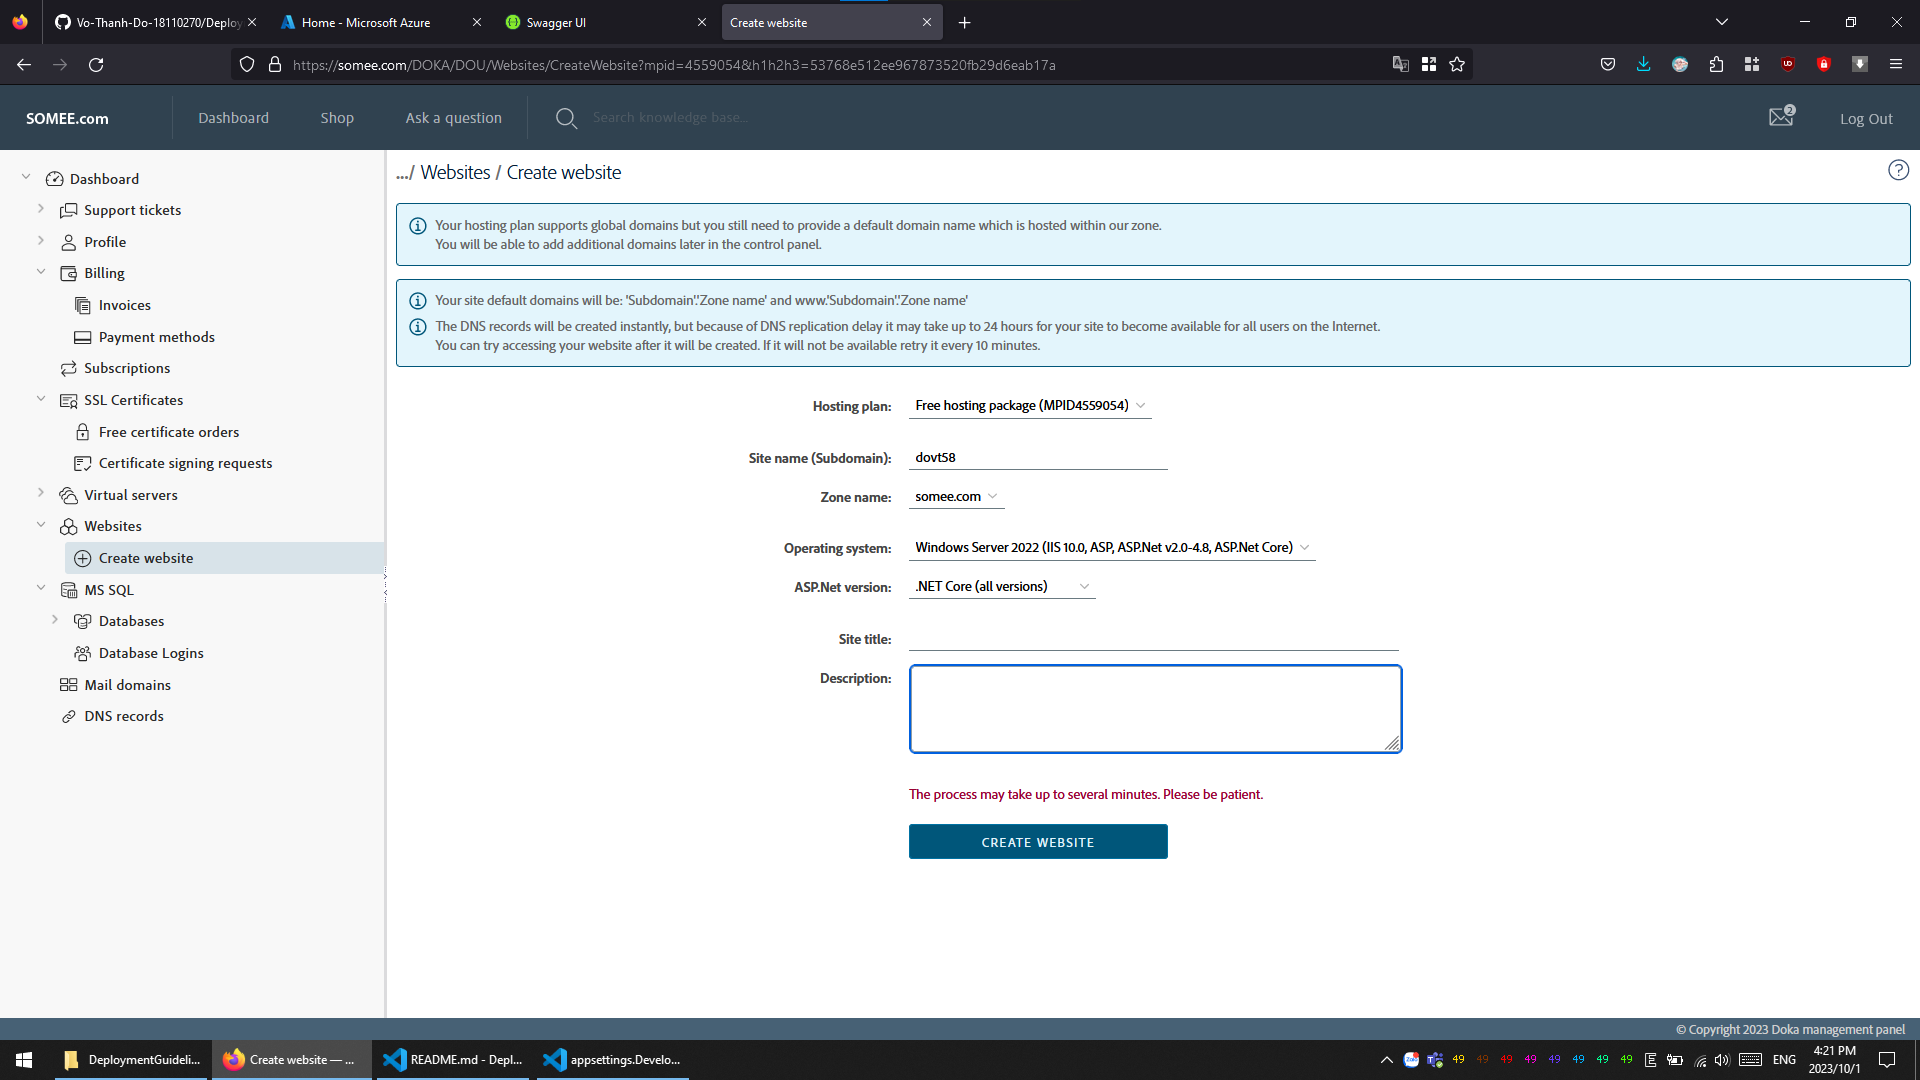 Vo-Thanh-Do-18110270/Deploy
Home - Microsoft Azure
Swagger UI
Create website
https://somee.com/DOKA/DOU/Websites/CreateWebsite?mpid=4559054&h1h2h3=53768e512ee967873520fb29d6eab17a
SOMEE.com
Dashboard
Shop
Ask a question
Search knowledge base...
2
Log Out
Dashboard
Support tickets
Profile
Billing
Invoices
Payment methods
Subscriptions
SSL Certificates
Free certificate orders
Certificate signing requests
Virtual servers
Websites
Create website
MS SQL
Databases
Database Logins
Mail domains
DNS records
.../ Websites / Create website
Your hosting plan supports global domains but you still need to provide a default domain name which is hosted within our zone.
You will be able to add additional domains later in the control panel.
Your site default domains will be: 'Subdomain'.'Zone name' and www.'Subdomain'.'Zone name'
The DNS records will be created instantly, but because of DNS replication delay it may take up to 24 hours for your site to become available for all users on the Internet.
You can try accessing your website after it will be created. If it will not be available retry it every 10 minutes.
Hosting plan: Free hosting package (MPID4559054)
Site name (Subdomain): dovt58
Zone name: somee.com
Operating system: Windows Server 2022 (IIS 10.0, ASP, ASP.Net v2.0-4.8, ASP.Net Core)
ASP.Net version: .NET Core (all versions)
Site title:
Description:
The process may take up to several minutes. Please be patient.
CREATE WEBSITE
© Copyright 2023 Doka management panel
DeploymentGuideli...
Create website — ...
README.md - Depl...
appsettings.Develo...
49 49 49 49 49 49 49 49
ENG
4:21 PM
2023/10/1